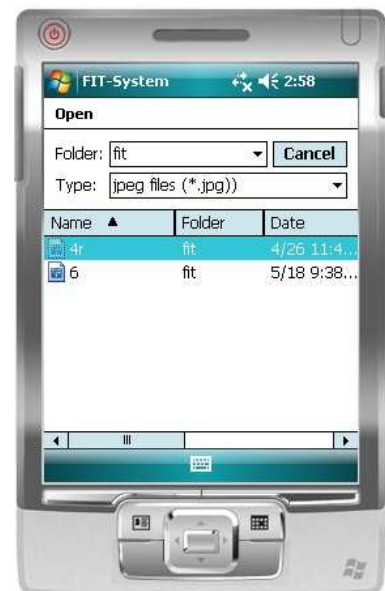 FIT-System 2:58
Open
Folder: fit Cancel
Type: jpeg files (*.jpg))
Name Folder Date
4r fit 4/26 11:4...
6 fit 5/18 9:38...